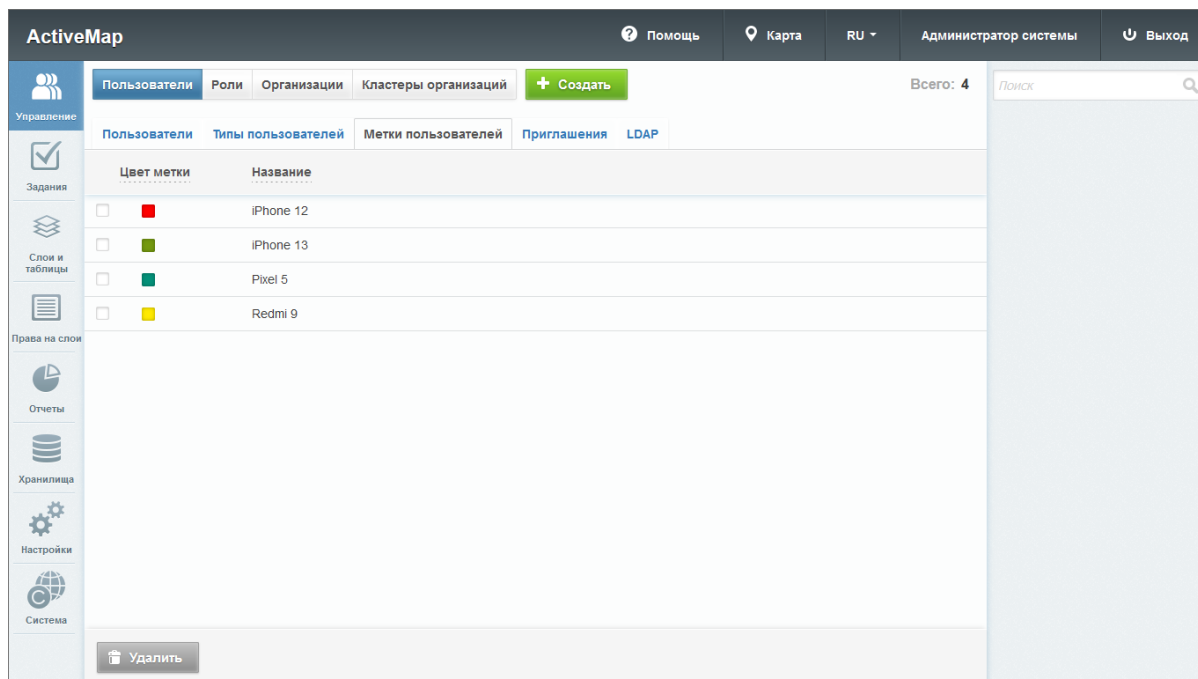 ActiveMap
Помощь
Карта
RU
Администратор системы
Выход
Управление
Задания
Слои и
таблицы
Права на слои
Отчеты
Хранилища
Настройки
Система
Пользователи Роли Организации Кластеры организаций + Создать
Всего: 4
Поиск
Пользователи Типы пользователей Метки пользователей Приглашения LDAP
Цвет метки Название
iPhone 12
iPhone 13
Pixel 5
Redmi 9
Удалить